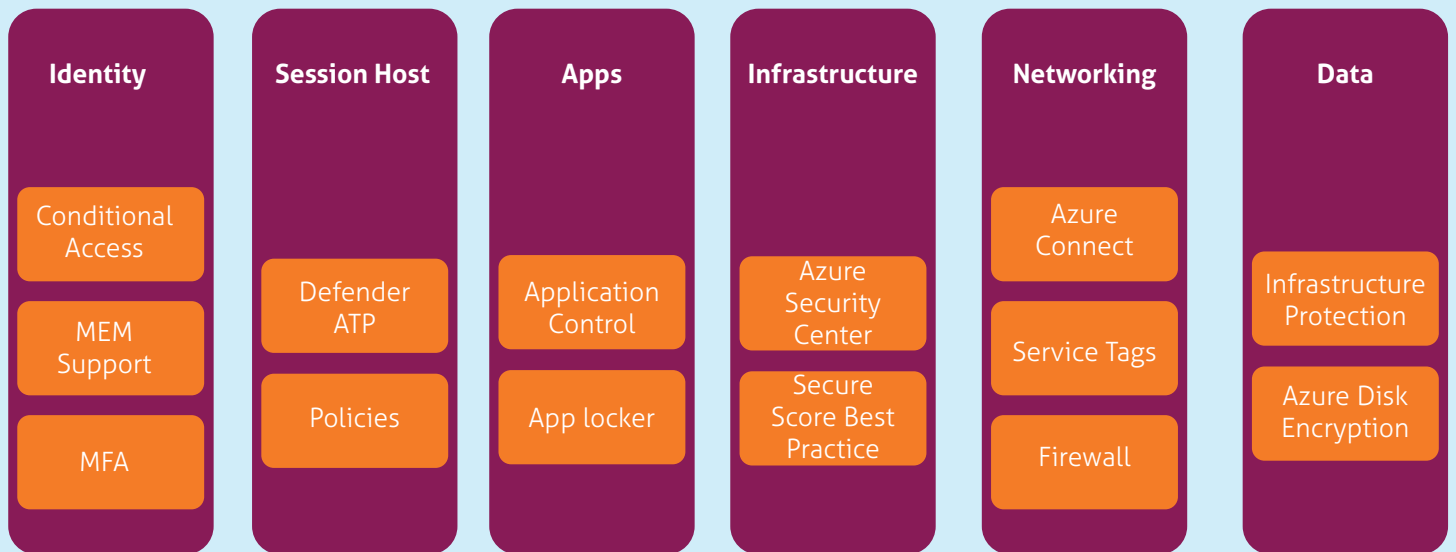 Identity
Conditional
Access
MEM
Support
MFA
Session Host
Defender
ATP
Policies
Apps
Application
Control
App locker
Infrastructure
Azure
Security
Center
Secure
Score Best
Practice
Networking
Azure
Connect
Service Tags
Firewall
Data
Infrastructure
Protection
Azure Disk
Encryption